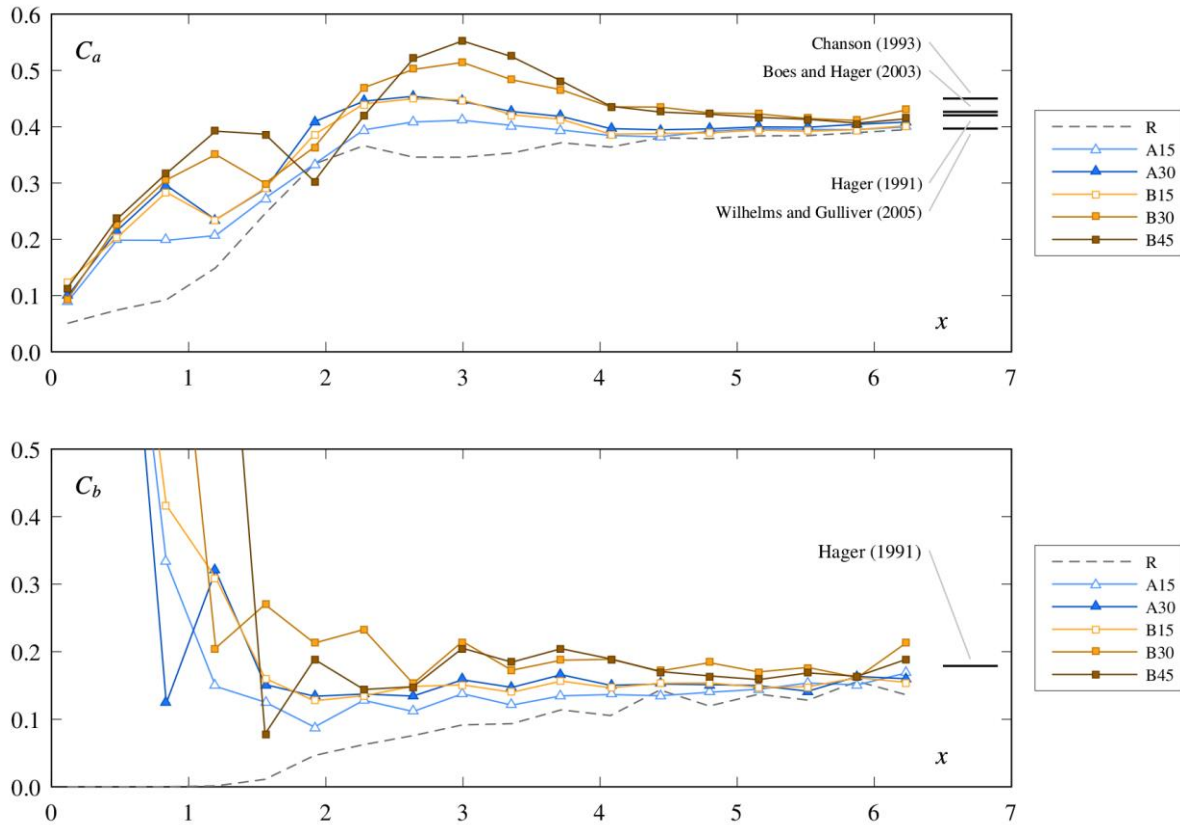 0.6
C_a
Chanson (1993)
0.5
Boes and Hager (2003)
0.4
R
A15
0.3
A30
Hager (1991)
B15
0.2
Wilhelms and Gulliver (2005)
B30
B45
0.1
x
0.0
0 1 2 3 4 5 6 7
0.5
C_b
0.4
Hager (1991)
R
0.3
A15
A30
B15
0.2
B30
B45
0.1
x
0.0
0 1 2 3 4 5 6 7